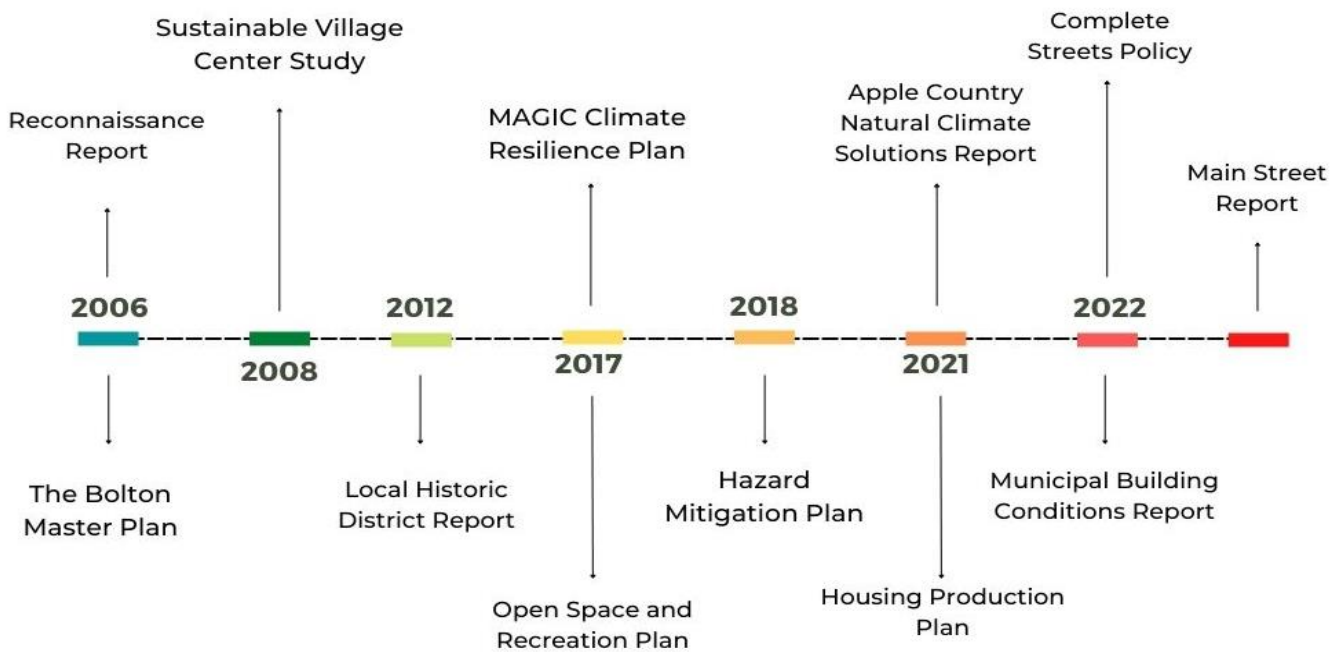 Reconnaissance
Report
Sustainable Village
Center Study
MAGIC Climate
Resilience Plan
Apple Country
Natural Climate
Solutions Report
Complete
Streets Policy
Main Street
Report
2006
2008
2012
2017
2018
2021
2022
The Bolton
Master Plan
Local Historic
District Report
Open Space and
Recreation Plan
Hazard
Mitigation Plan
Housing Production
Plan
Municipal Building
Conditions Report